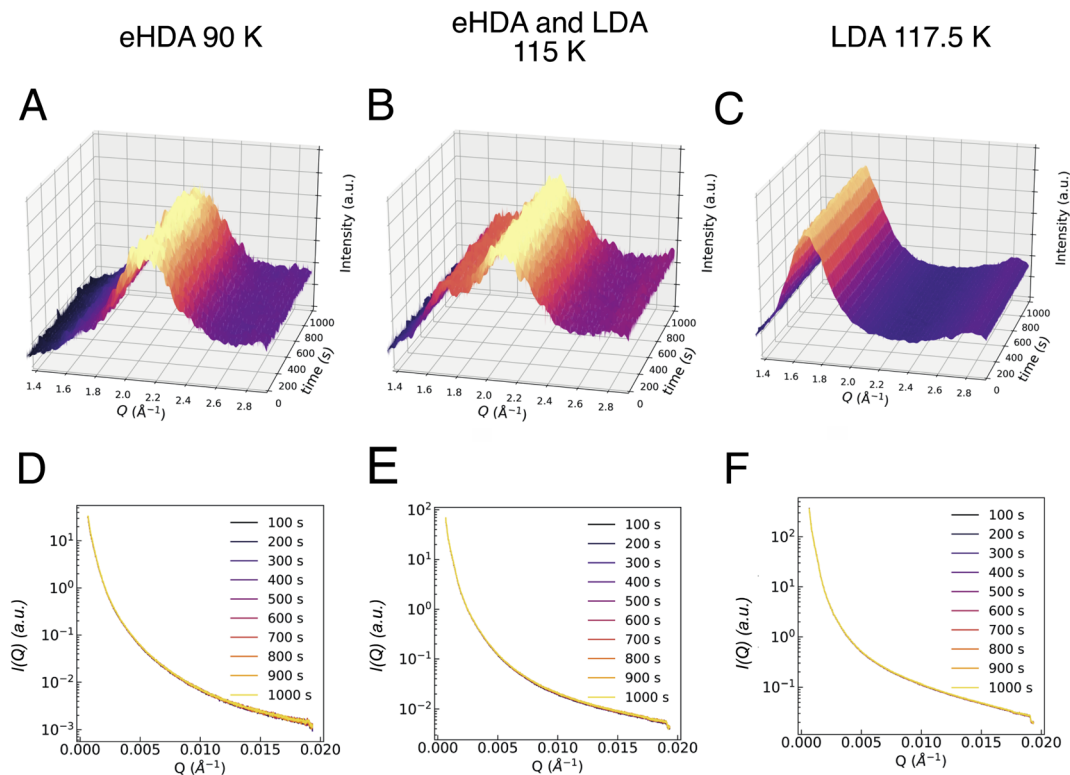 eHDA 90 K
eHDA and LDA
115 K
LDA 117.5 K
A
B
C
Intensity (a.u.)
1.4 1.6 1.8 2.0 2.2 2.4 2.6 2.8
Q (Å⁻¹)
0 200 400 600 800 1000
time (s)
Intensity (a.u.)
1.4 1.6 1.8 2.0 2.2 2.4 2.6 2.8
Q (Å⁻¹)
0 200 400 600 800 1000
time (s)
Intensity (a.u.)
1.4 1.6 1.8 2.0 2.2 2.4 2.6 2.8
Q (Å⁻¹)
0 200 400 600 800 1000
time (s)
D
I(Q) (a.u.)
10¹
10⁰
10⁻¹
10⁻²
10⁻³
100 s
200 s
300 s
400 s
500 s
600 s
700 s
800 s
900 s
1000 s
0.000 0.005 0.010 0.015 0.020
Q (Å⁻¹)
E
I(Q) (a.u.)
10²
10¹
10⁰
10⁻¹
10⁻²
100 s
200 s
300 s
400 s
500 s
600 s
700 s
800 s
900 s
1000 s
0.000 0.005 0.010 0.015 0.020
Q (Å⁻¹)
F
I(Q) (a.u.)
10²
10¹
10⁰
10⁻¹
100 s
200 s
300 s
400 s
500 s
600 s
700 s
800 s
900 s
1000 s
0.000 0.005 0.010 0.015 0.020
Q (Å⁻¹)